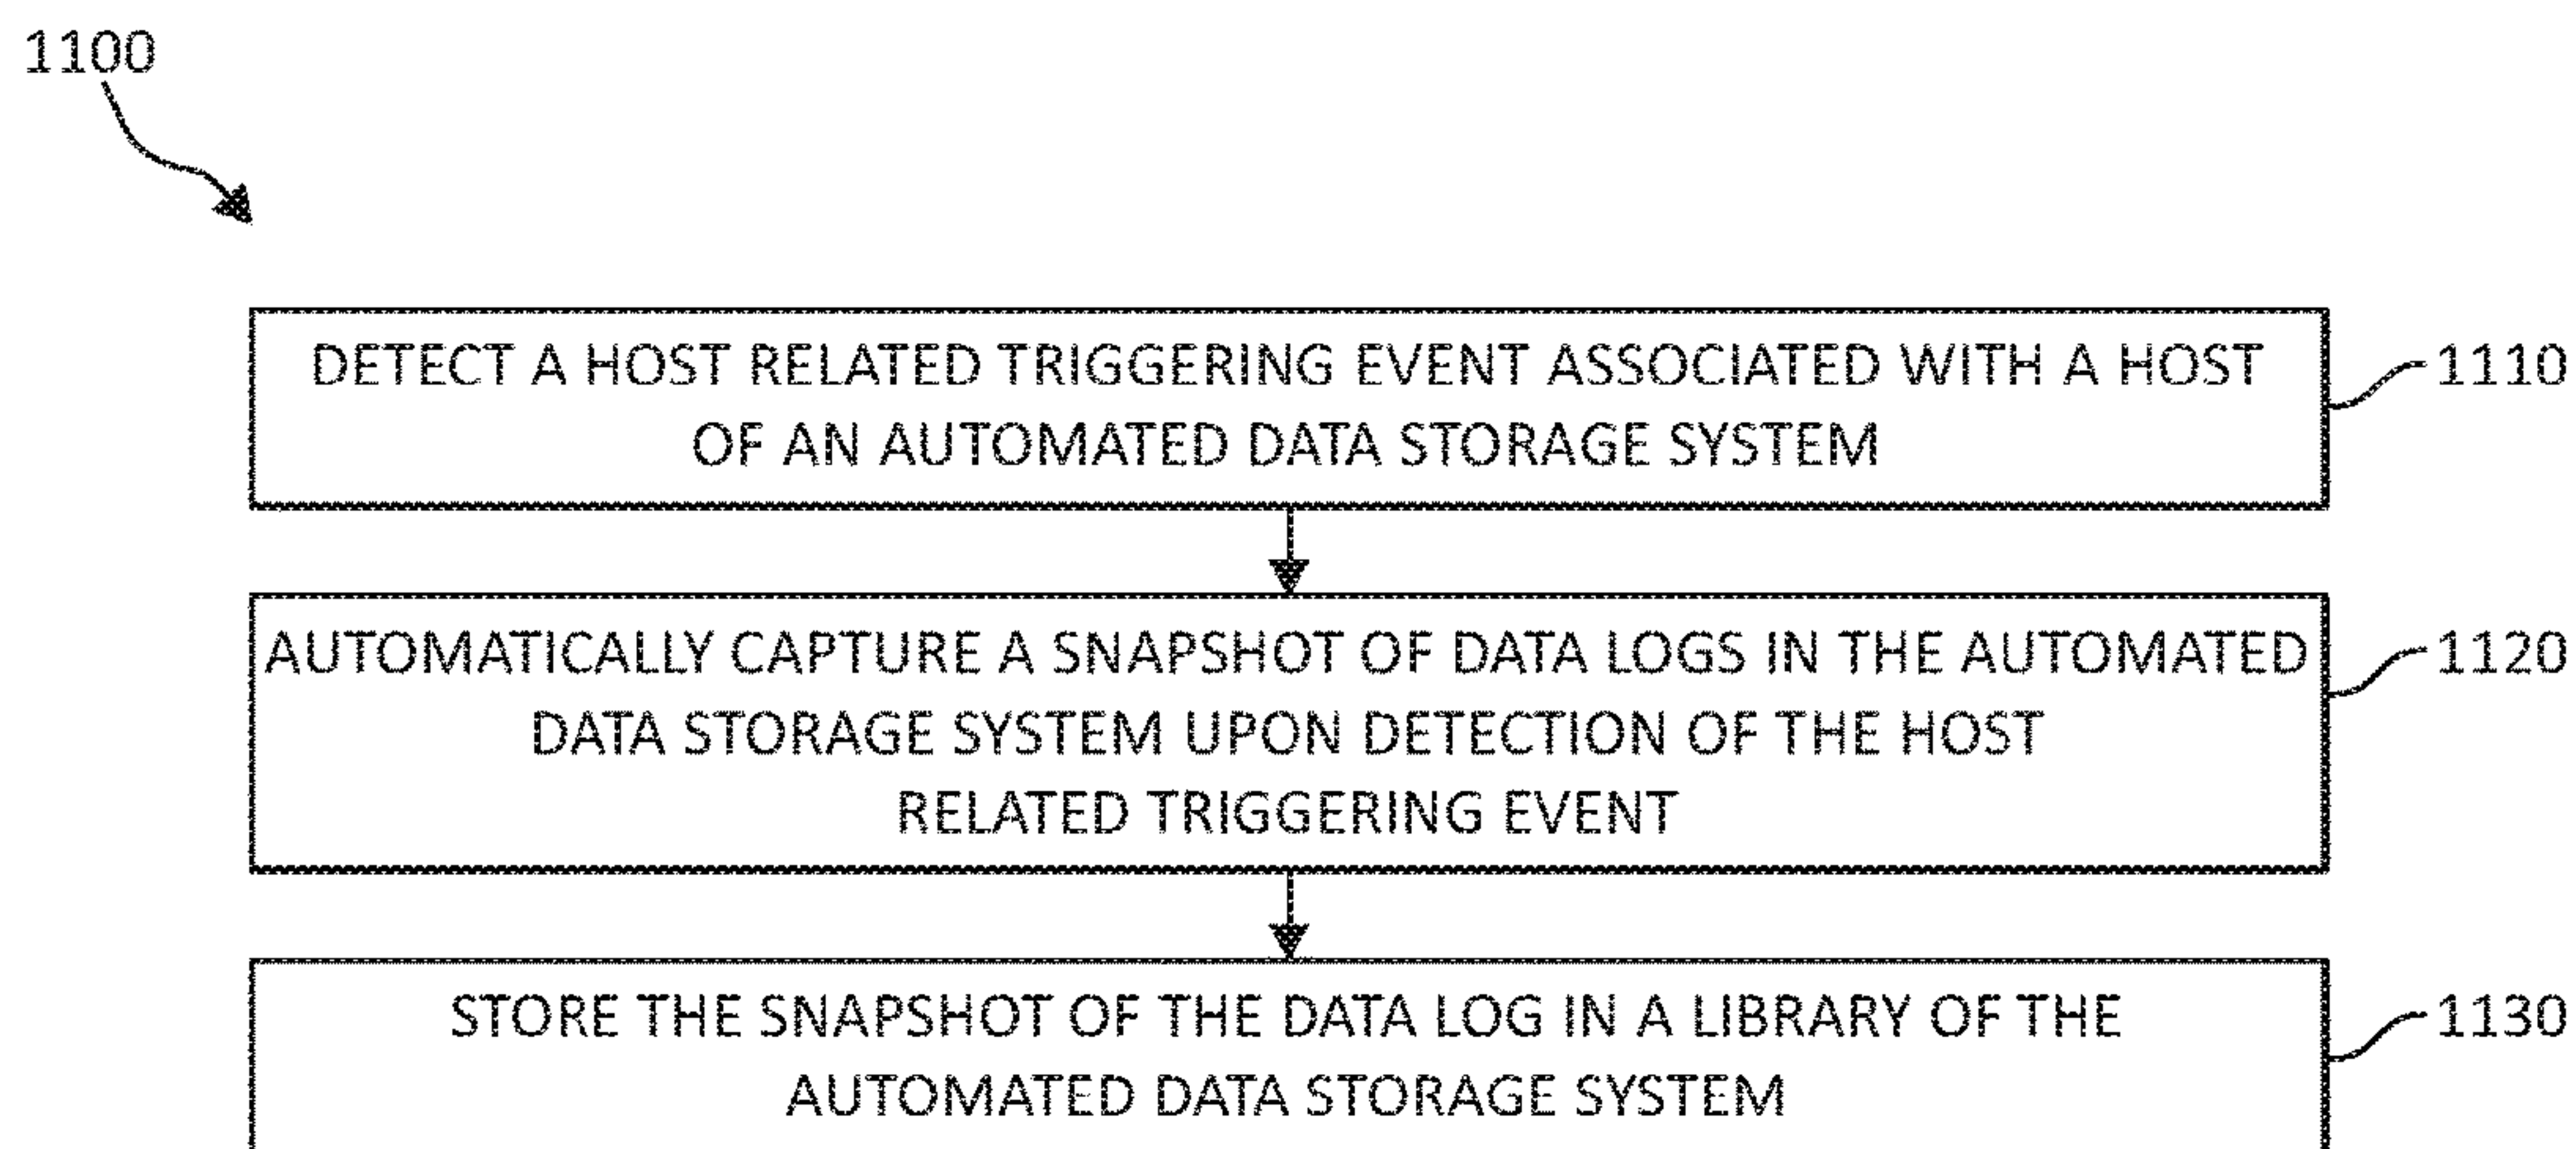 1100
DETECT A HOST RELATED TRIGGERING EVENT ASSOCIATED WITH A HOST
OF AN AUTOMATED DATA STORAGE SYSTEM
1110
AUTOMATICALLY CAPTURE A SNAPSHOT OF DATA LOGS IN THE AUTOMATED
DATA STORAGE SYSTEM UPON DETECTION OF THE HOST
RELATED TRIGGERING EVENT
1120
STORE THE SNAPSHOT OF THE DATA LOG IN A LIBRARY OF THE
AUTOMATED DATA STORAGE SYSTEM
1130